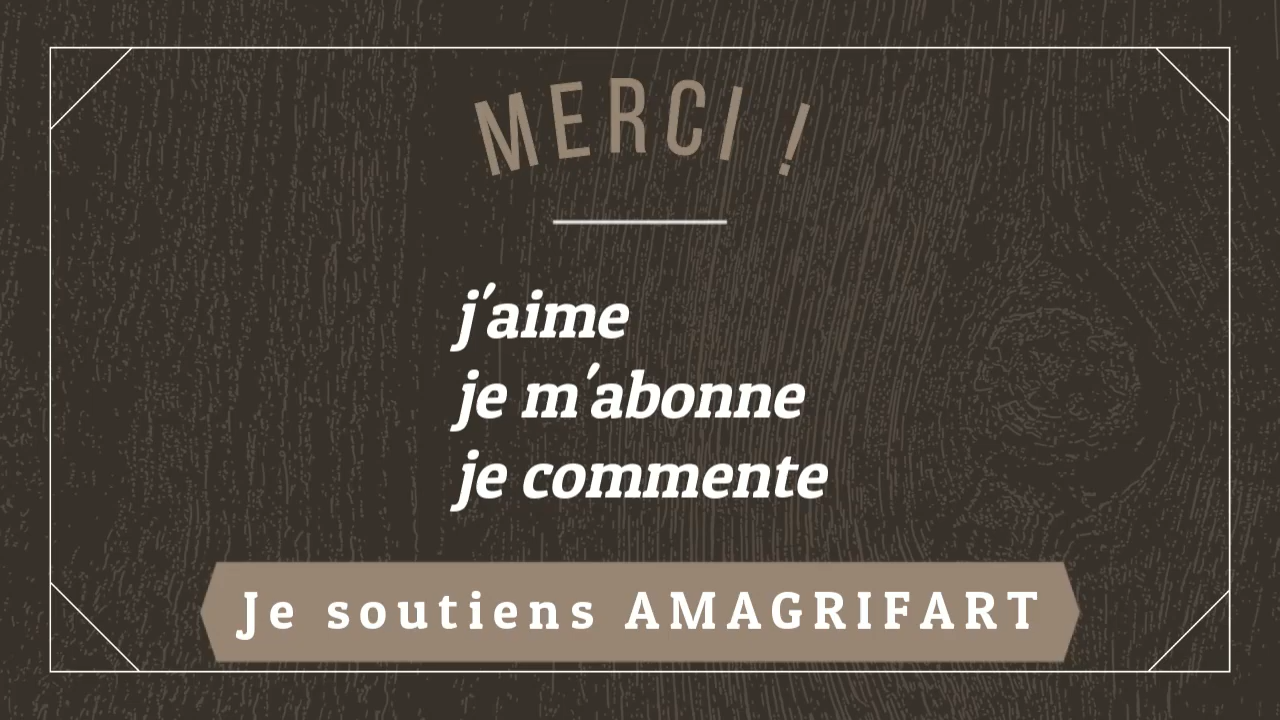 MERCI !
j'aime
je m'abonne
je commente
Je soutiens AMAGRIFART